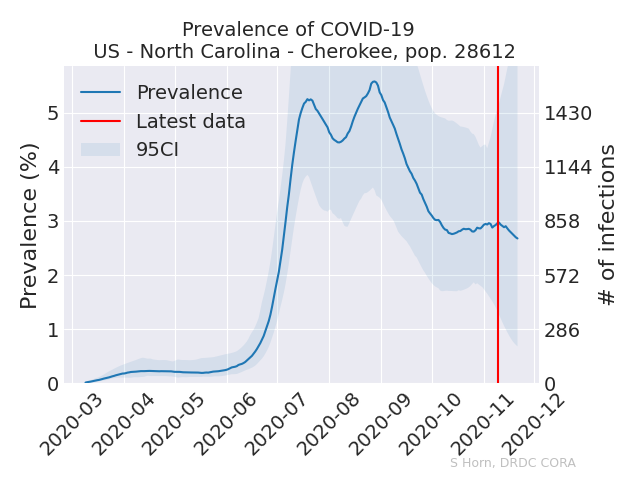 Prevalence of COVID-19
US - North Carolina - Cherokee, pop. 28612
Prevalence
Latest data
95CI
Prevalence (%)
5
4
3
2
1
0
1430
1144
858
572
286
0
# of infections
2020-03
2020-04
2020-05
2020-06
2020-07
2020-08
2020-09
2020-10
2020-11
2020-12
S Horn, DRDC CORA